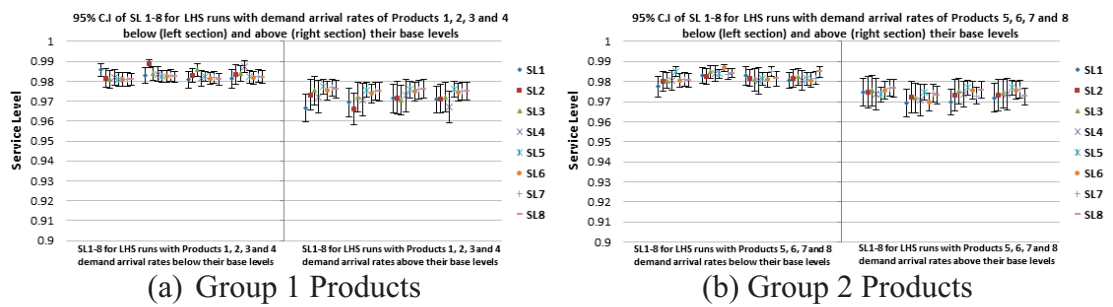 95% C.I of SL 1-8 for LHS runs with demand arrival rates of Products 1, 2, 3 and 4
below (left section) and above (right section) their base levels
1
0.99
0.98
0.97
0.96
0.95
0.94
0.93
0.92
0.91
0.9
Service Level
SL1
SL2
SL3
SL4
SL5
SL6
SL7
SL8
SL1-8 for LHS runs with Products 1, 2, 3 and 4
demand arrival rates below their base levels
SL1-8 for LHS runs with Products 1, 2, 3 and 4
demand arrival rates above their base levels
(a) Group 1 Products
95% C.I of SL 1-8 for LHS runs with demand arrival rates of Products 5, 6, 7 and 8
below (left section) and above (right section) their base levels
1
0.99
0.98
0.97
0.96
0.95
0.94
0.93
0.92
0.91
0.9
Service Level
SL1
SL2
SL3
SL4
SL5
SL6
SL7
SL8
SL1-8 for LHS runs with Products 5, 6, 7 and 8
demand arrival rates below their base levels
SL1-8 for LHS runs with Products 5, 6, 7 and 8
demand arrival rates above their base levels
(b) Group 2 Products